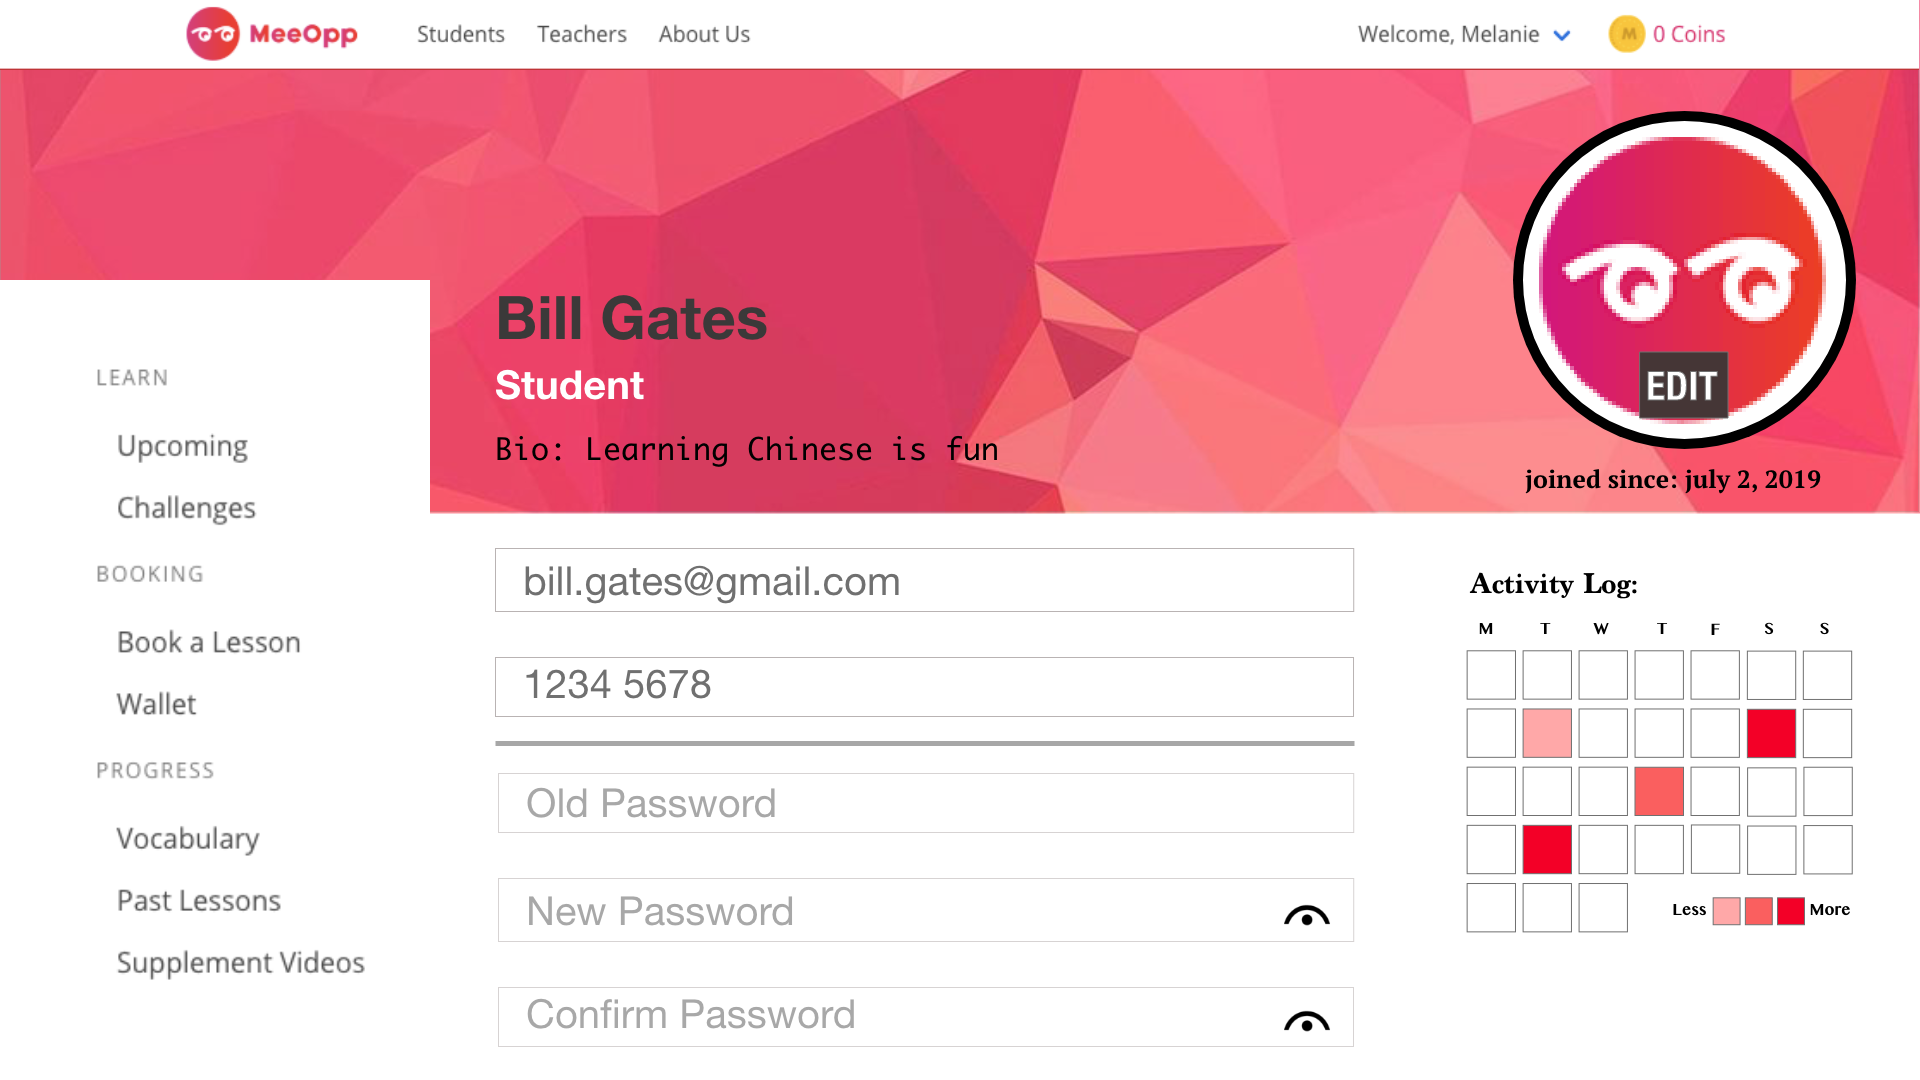 MeeOpp Students Teachers About Us Welcome, Melanie M 0 Coins
Bill Gates
Student
Bio: Learning Chinese is fun
EDIT
joined since: july 2, 2019
LEARN
Upcoming
Challenges
BOOKING
Book a Lesson
Wallet
PROGRESS
Vocabulary
Past Lessons
Supplement Videos
bill.gates@gmail.com
1234 5678
Old Password
New Password
Confirm Password
Activity Log:
M T W T F S S
Less More